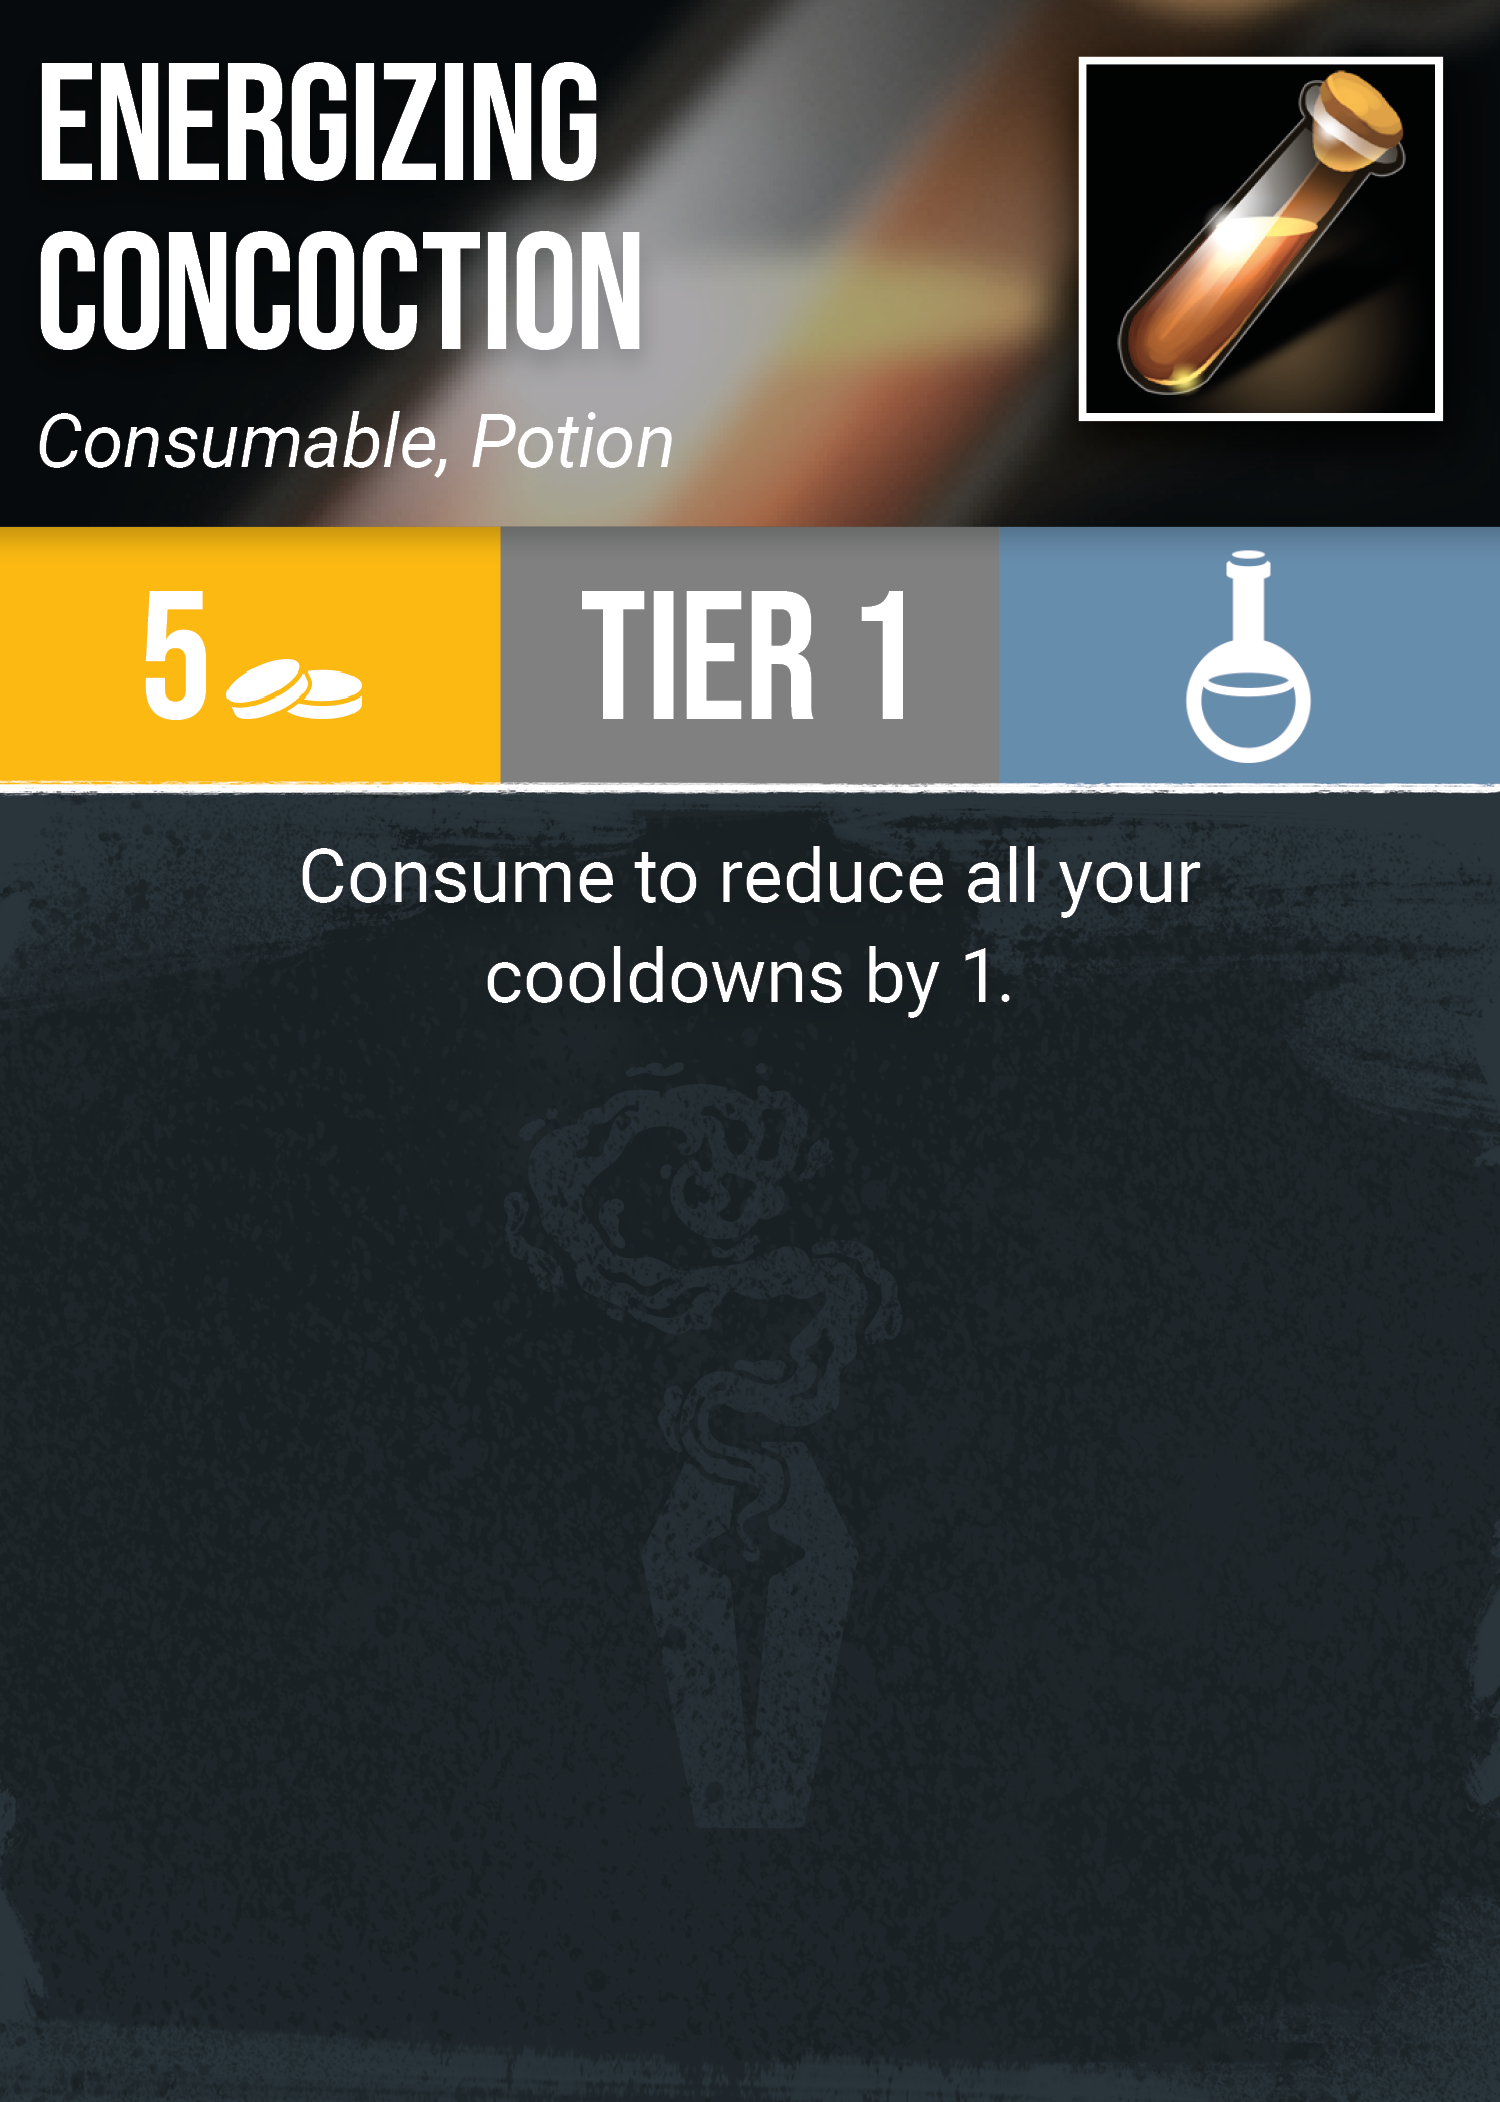 ENERGIZING
CONCOCTION
Consumable, Potion
5
TIER 1
Consume to reduce all your
cooldowns by 1.